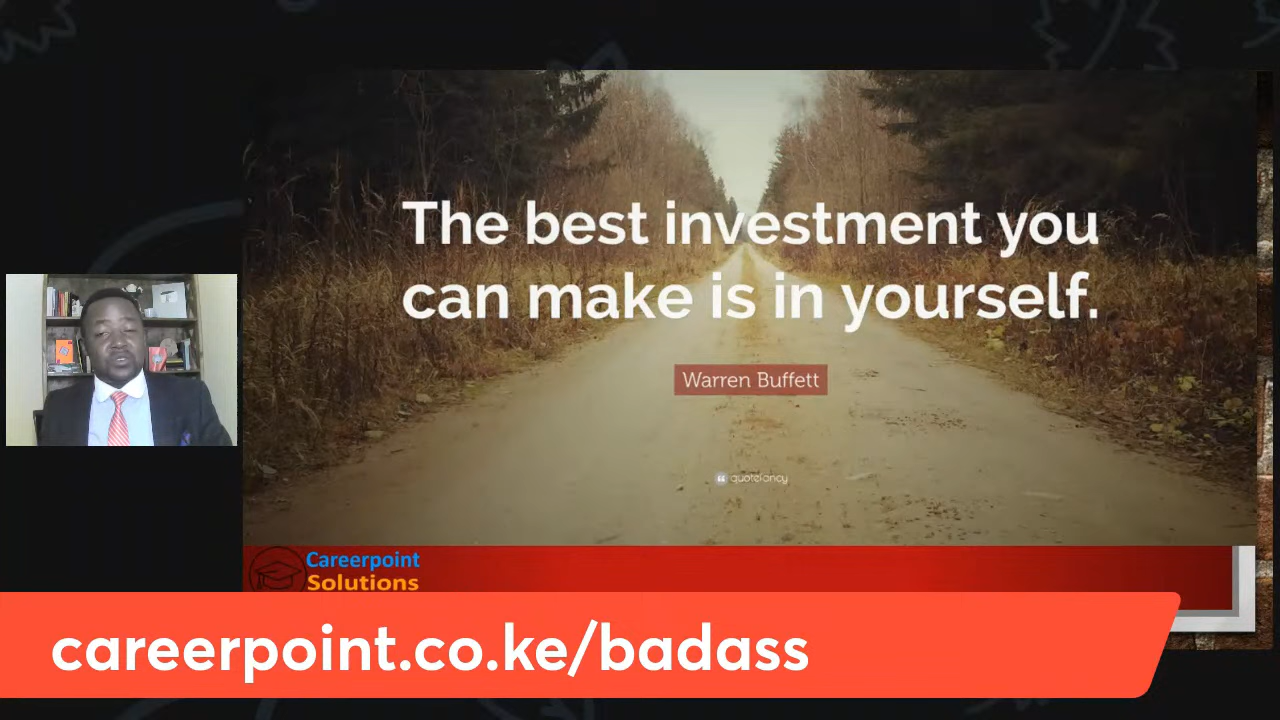 The best investment you
can make is in yourself.
Warren Buffett
quotefancy
Careerpoint
Solutions
careerpoint.co.ke/badass